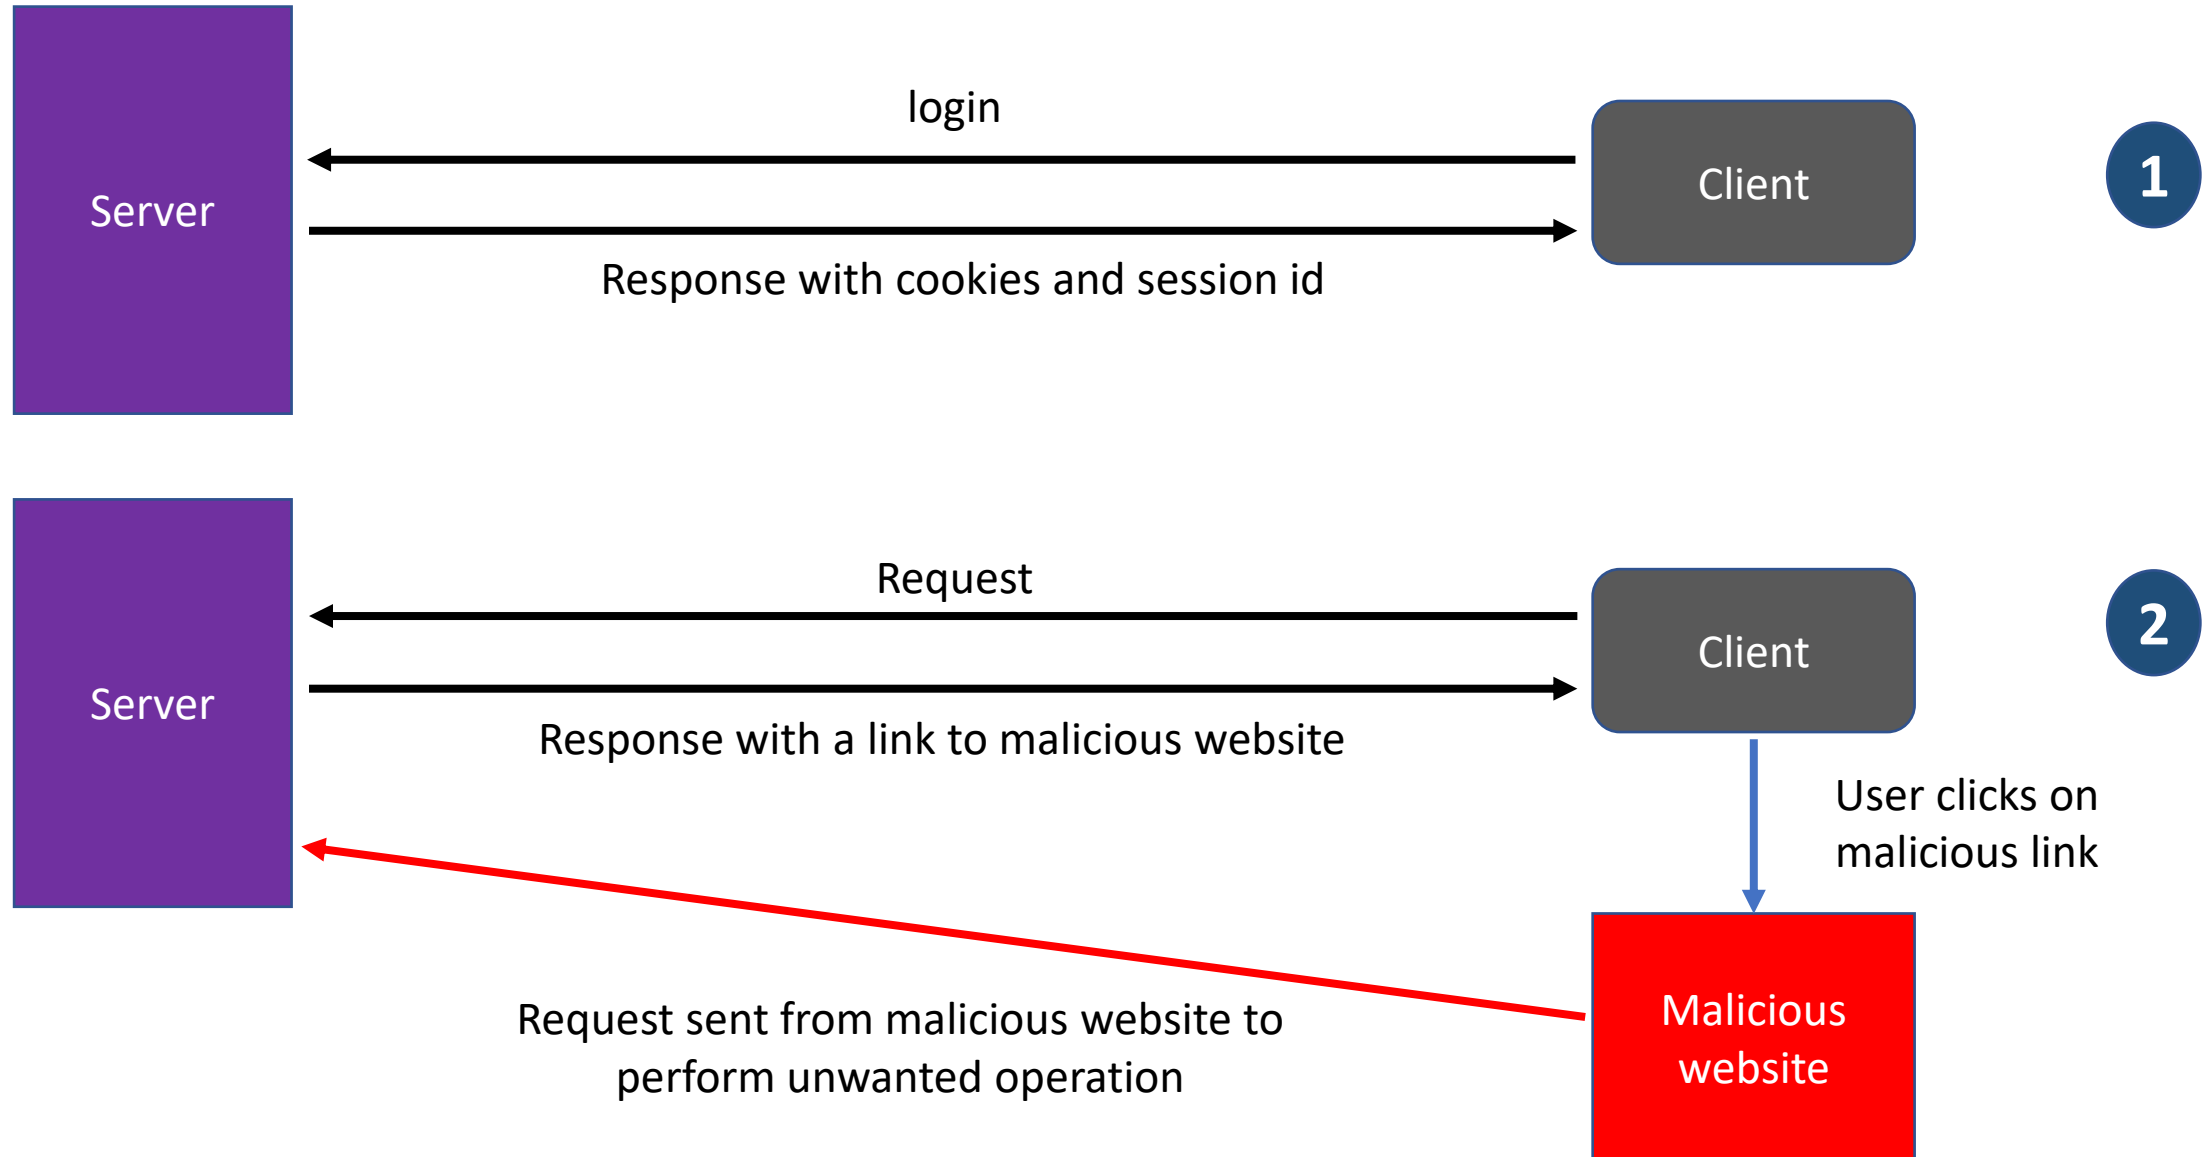 login
Server
Client
1
Response with cookies and session id
Request
Server
Client
2
Response with a link to malicious website
User clicks on
malicious link
Request sent from malicious website to
perform unwanted operation
Malicious
website